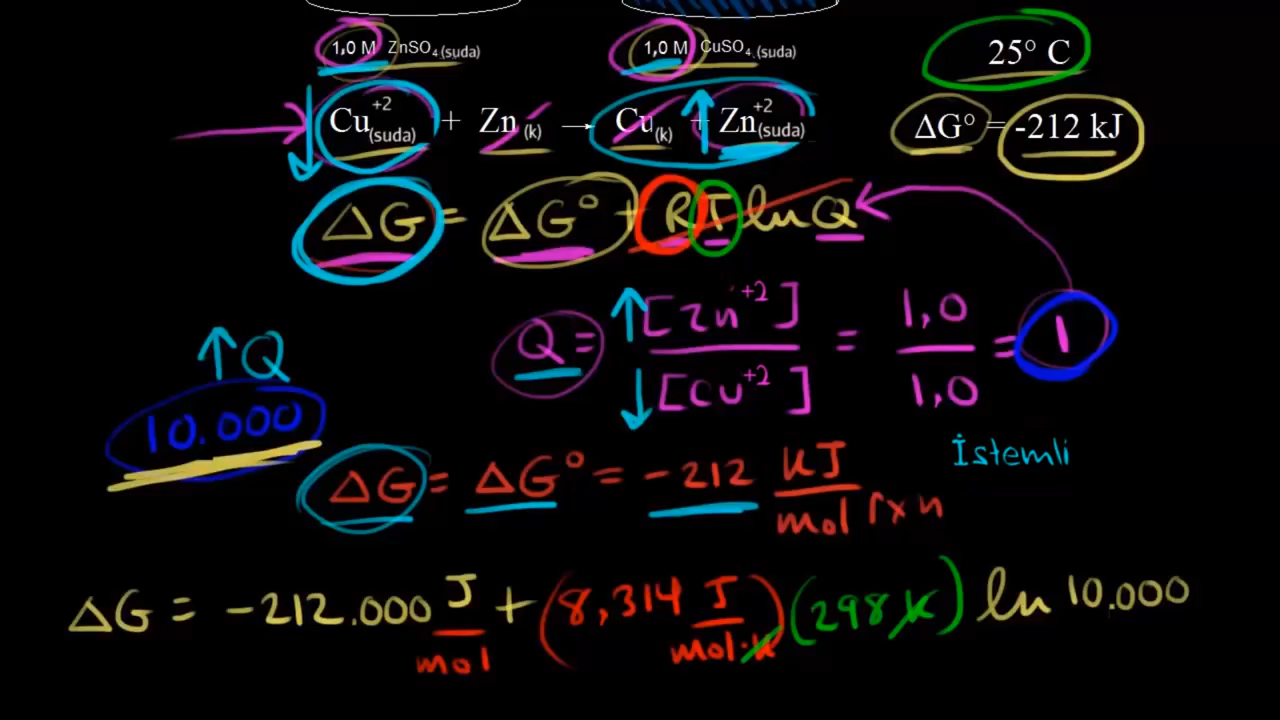 1,0 M ZnSO₄(suda) 1,0 M CuSO₄(suda) 25° C
Cu⁺²(suda) + Zn(k) → Cu(k) + Zn⁺²(suda) ΔG° = -212 kJ
ΔG = ΔG° + RT ln Q
Q = [Zn⁺²] / [Cu⁺²] = 1,0 / 1,0 = 1
↑ Q
10.000
İstemli
ΔG = ΔG° = -212 kJ / mol rxn
ΔG = -212.000 J / mol + (8,314 J / mol·K) (298 K) ln 10.000